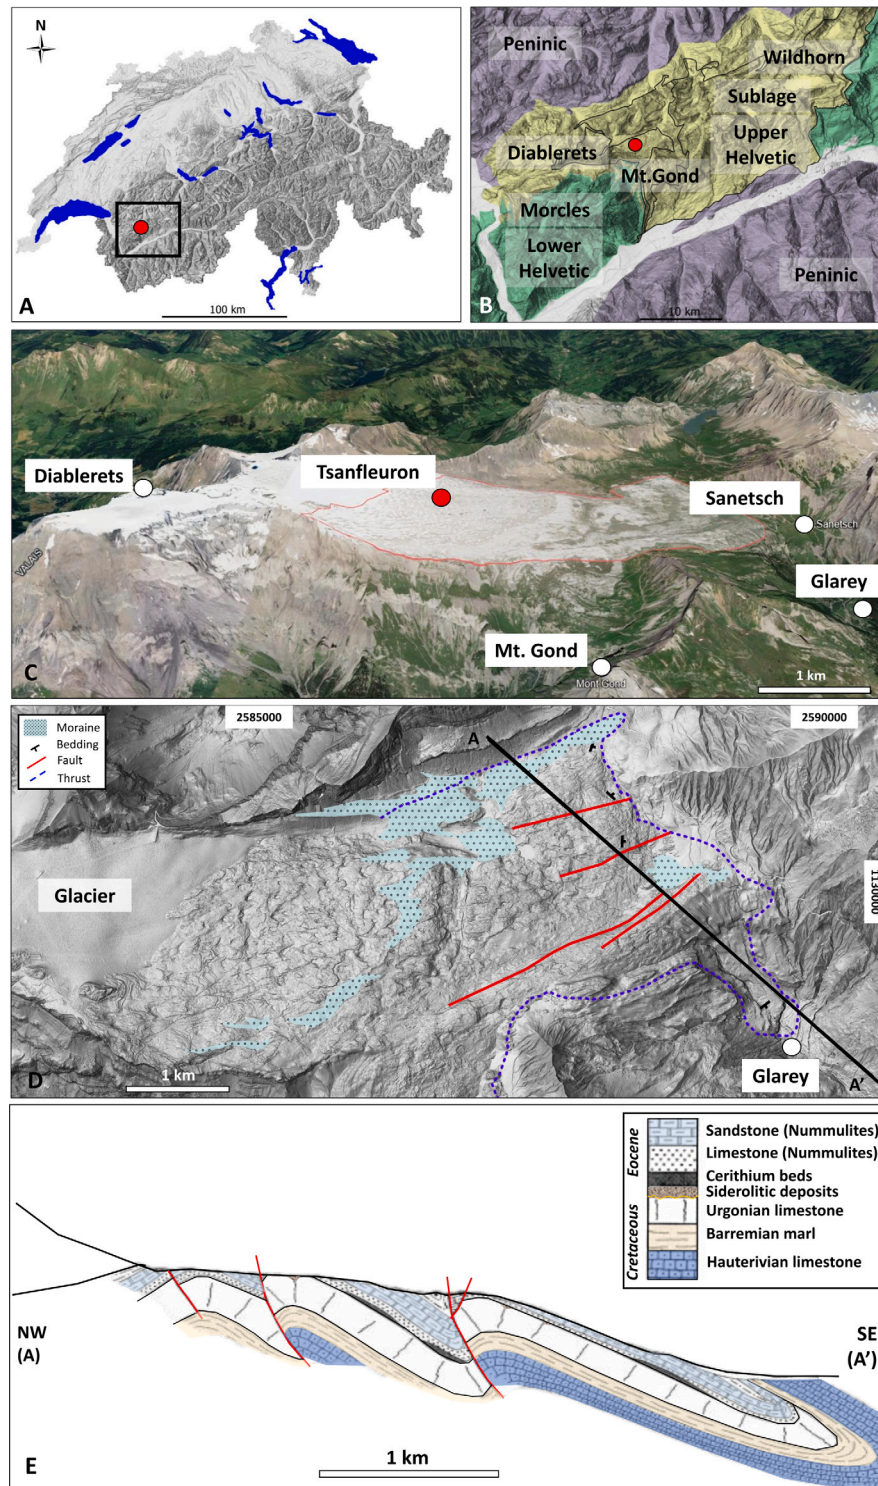 N
100 km
A
Peninic
Wildhorn
Sublage
Upper
Helvetic
Diablerets
Mt.Gond
Morcles
Lower
Helvetic
Peninic
10 km
B
Diablerets
Tsanfleuron
Sanetsch
Sanetsch
VALAIS
Glarey
Mt. Gond
Mont Gond
1 km
C
Moraine
Bedding
Fault
Thrust
2585000
2590000
A
1130000
Glacier
1 km
Glarey
A'
D
Eocene
Cretaceous
Sandstone (Nummulites)
Limestone (Nummulites)
Cerithium beds
Siderolitic deposits
Urgonian limestone
Barremian marl
Hauterivian limestone
NW
(A)
SE
(A')
1 km
E